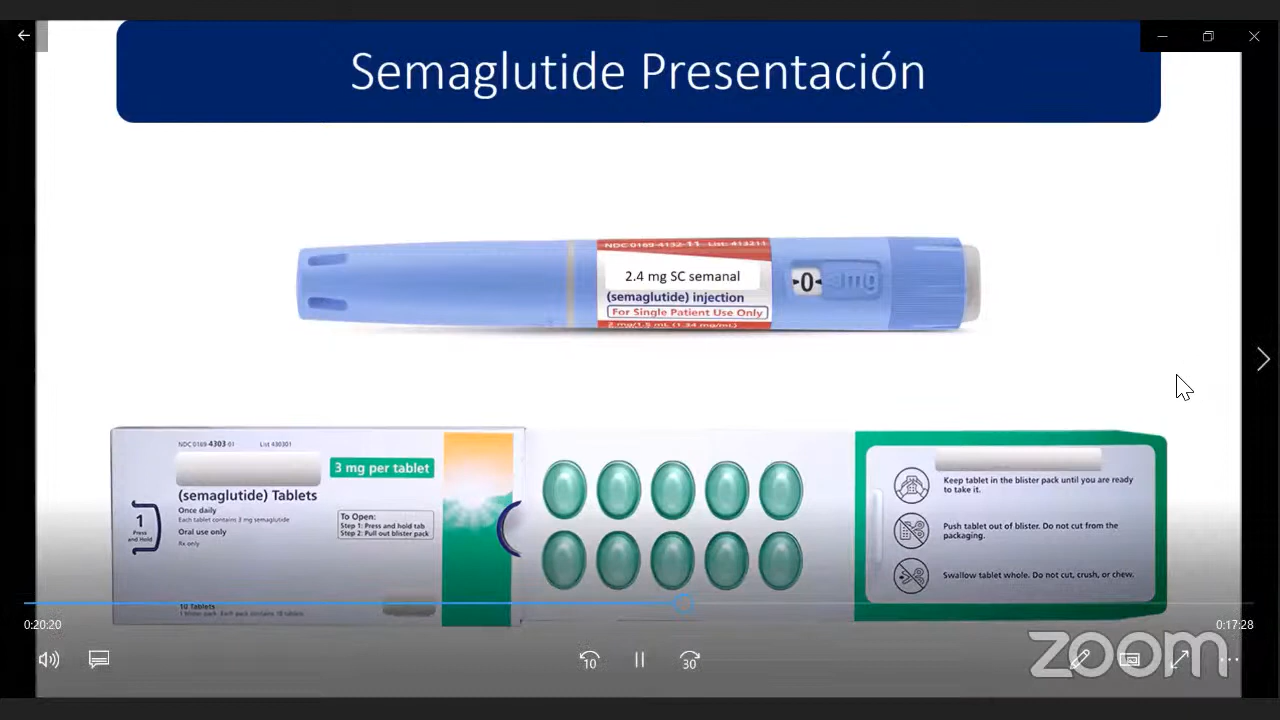 Semaglutide Presentación
NDC 0169-4132-11 List: 413211
2.4 mg SC semanal
(semaglutide) injection
For Single Patient Use Only
2 mg/1.5 mL (1.34 mg/mL)
0
mg
NDC 0169-4303-01 List 430301
3 mg per tablet
(semaglutide) Tablets
Once daily
Each tablet contains 3 mg semaglutide
Oral use only
Rx only
1
Press
and Hold
To Open:
Step 1: Press and hold tab
Step 2: Pull out blister pack
10 Tablets
Keep tablet in the blister pack until you are ready
to take it.
Push tablet out of blister. Do not cut from the
packaging.
Swallow tablet whole. Do not cut, crush, or chew.
0:20:20
0:17:28
10
30
zoom